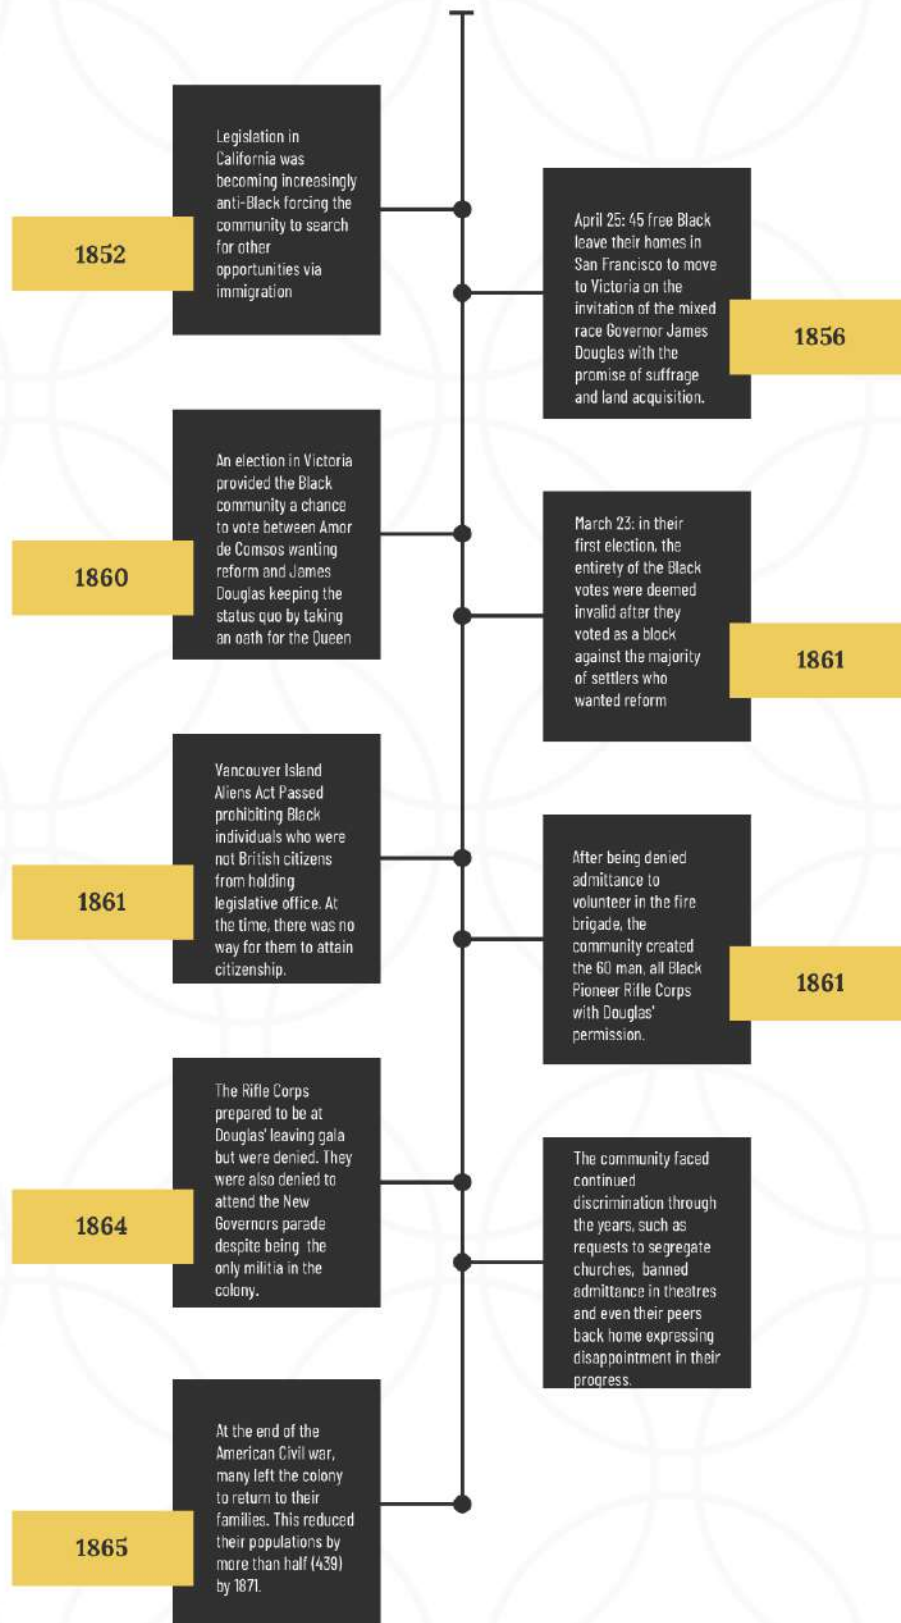 Legislation in
California was
becoming increasingly
anti-Black forcing the
community to search
for other
opportunities via
immigration
1852
April 25: 45 free Black
leave their homes in
San Francisco to move
to Victoria on the
invitation of the mixed
race Governor James
Douglas with the
promise of suffrage
and land acquisition.
1856
An election in Victoria
provided the Black
community a chance
to vote between Amor
de Comsos wanting
reform and James
Douglas keeping the
status quo by taking
an oath for the Queen
1860
March 23: in their
first election, the
entirety of the Black
votes were deemed
invalid after they
voted as a block
against the majority
of settlers who
wanted reform
1861
Vancouver Island
Aliens Act Passed
prohibiting Black
individuals who were
not British citizens
from holding
legislative office. At
the time, there was no
way for them to attain
citizenship.
1861
After being denied
admittance to
volunteer in the fire
brigade, the
community created
the 60 man, all Black
Pioneer Rifle Corps
with Douglas'
permission.
1861
The Rifle Corps
prepared to be at
Douglas' leaving gala
but were denied. They
were also denied to
attend the New
Governors parade
despite being the
only militia in the
colony.
1864
The community faced
continued
discrimination through
the years, such as
requests to segregate
churches, banned
admittance in theatres
and even their peers
back home expressing
disappointment in their
progress.
At the end of the
American Civil war,
many left the colony
to return to their
families. This reduced
their populations by
more than half (439)
by 1871.
1865